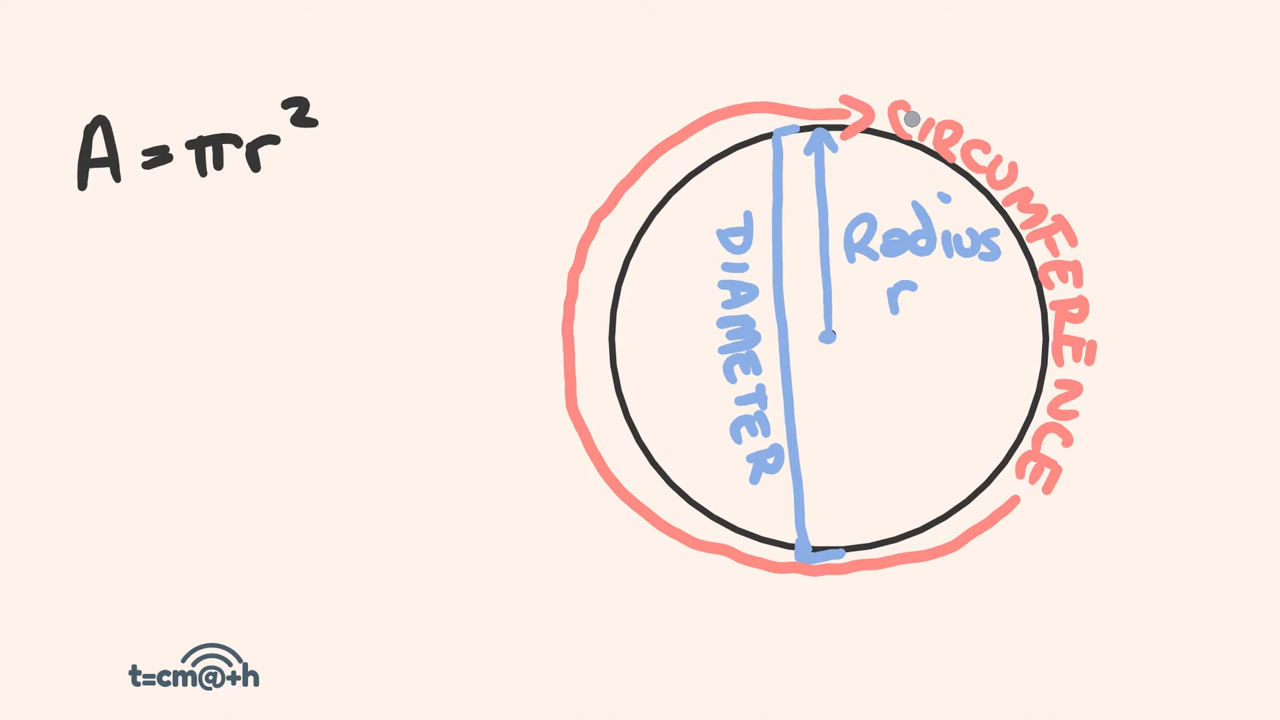 A = πr²
CIRCUMFERENCE
Radius
r
DIAMETER
t=cm@+h